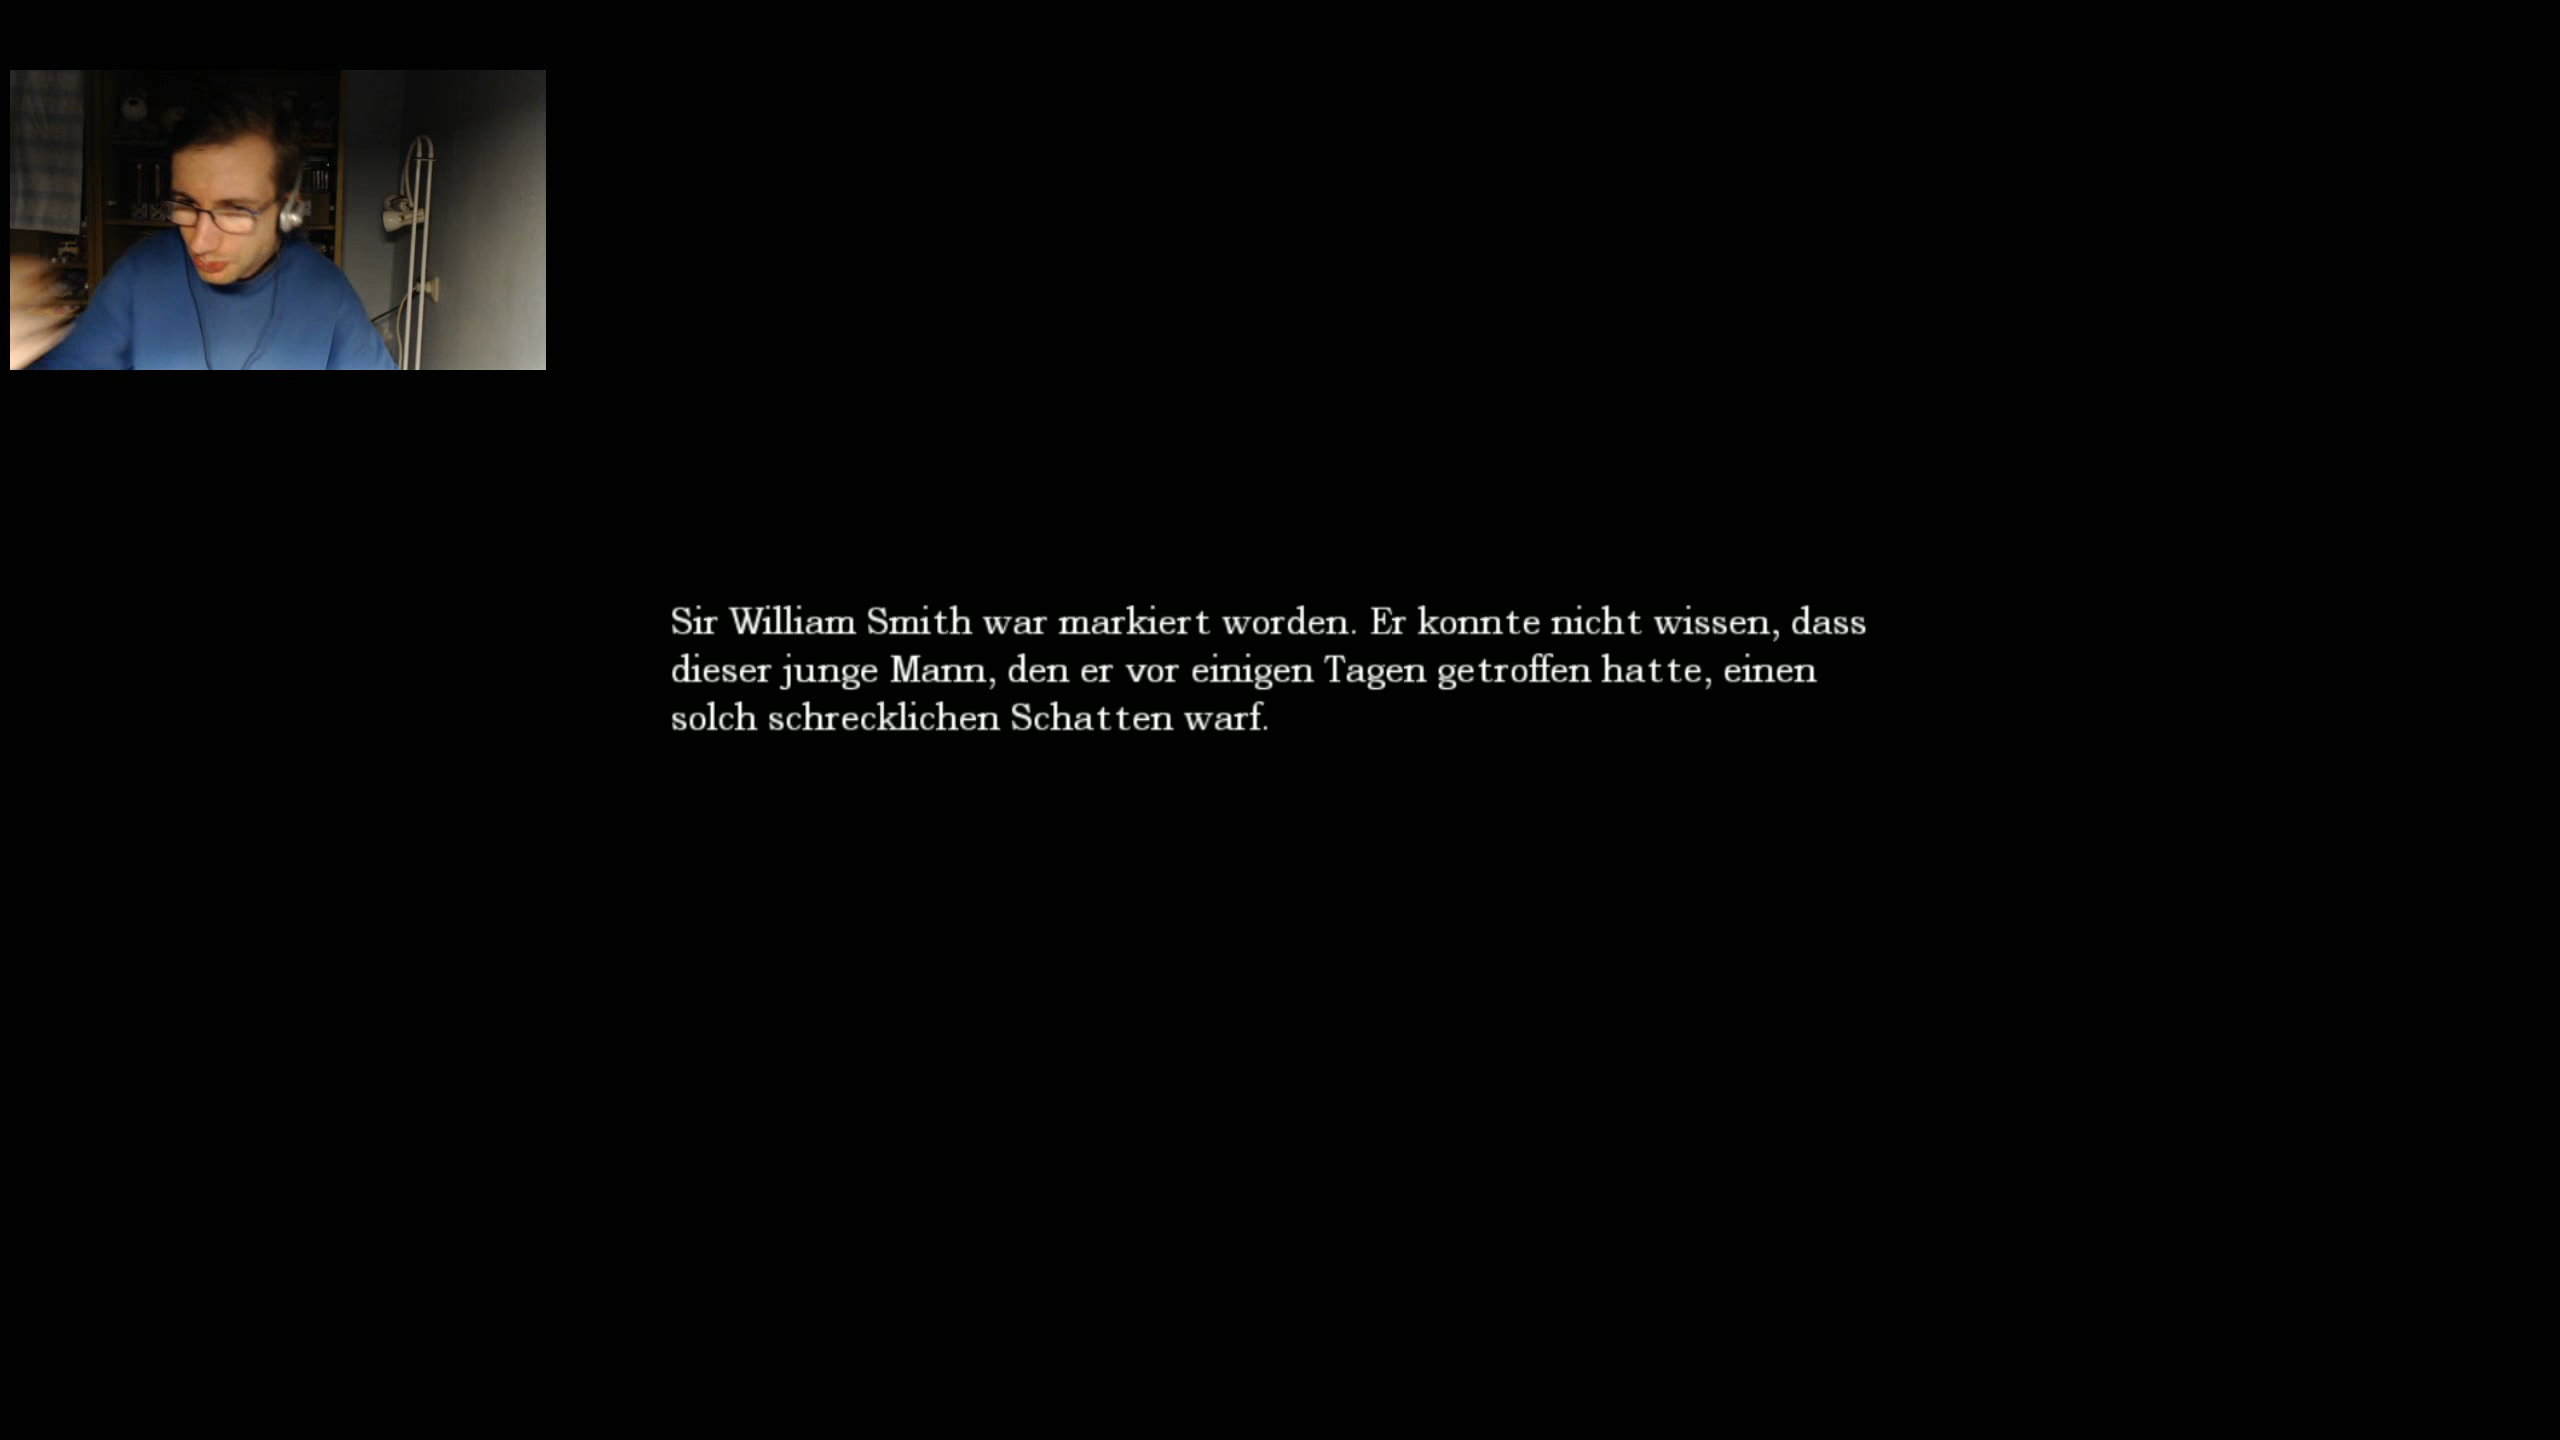 Sir William Smith war markiert worden. Er konnte nicht wissen, dass
dieser junge Mann, den er vor einigen Tagen getroffen hatte, einen
solch schrecklichen Schatten warf.